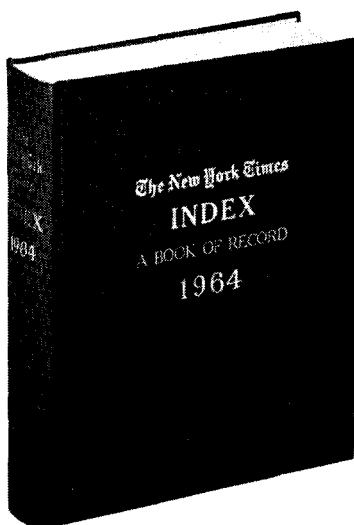 The New York Times
INDEX
A BOOK OF RECORD
1964
X
1964